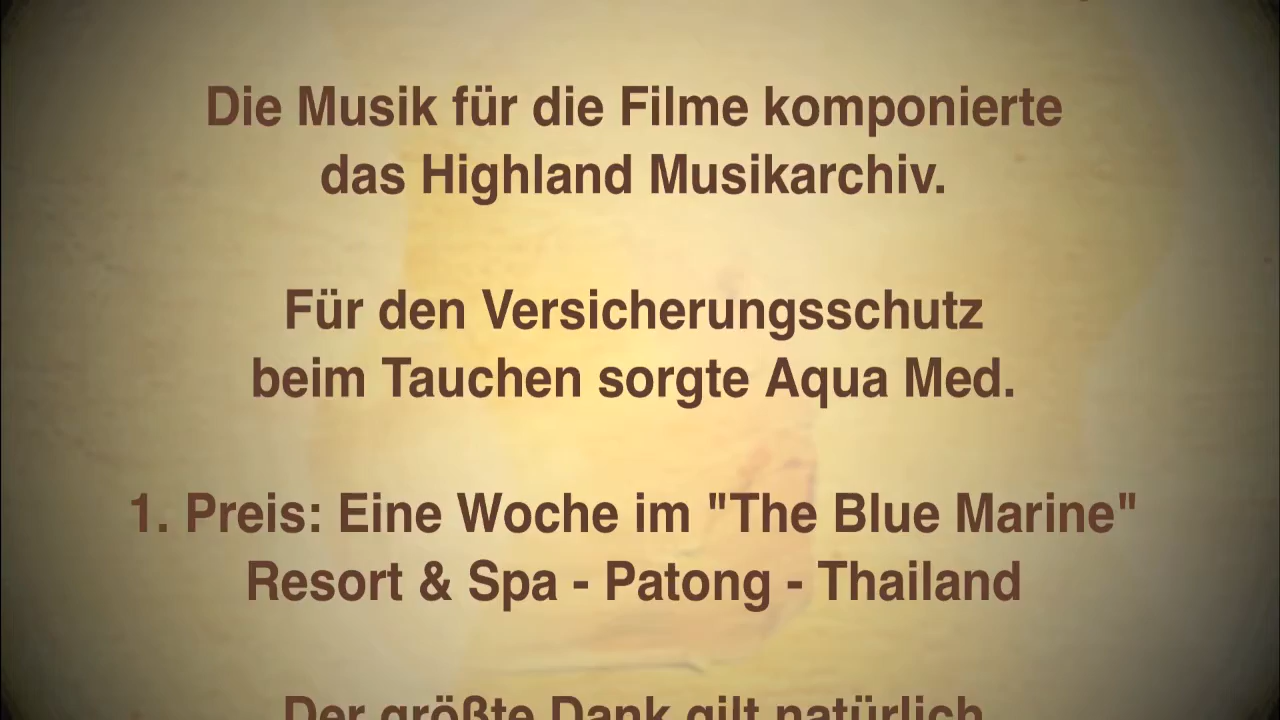 Die Musik für die Filme komponierte
das Highland Musikarchiv.
Für den Versicherungsschutz
beim Tauchen sorgte Aqua Med.
1. Preis: Eine Woche im "The Blue Marine"
Resort & Spa - Patong - Thailand
Der größte Dank gilt natürlich